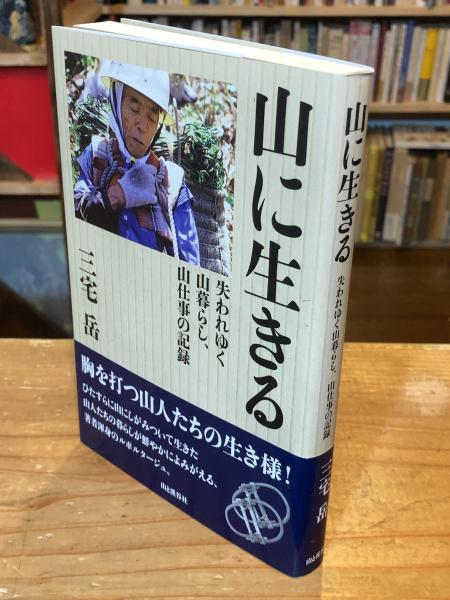 山に生きる
失われゆく
山暮らし、
山仕事の記録
三宅 岳
胸を打つ山人たちの生き様!
ひたすらに山にしがみついて生きた
山人たちの暮らしが鮮やかによみがえる、
著者渾身のルポルタージュ。
山と溪谷社
山に生きる
失われゆく山暮らし、山仕事の記録
三宅 岳